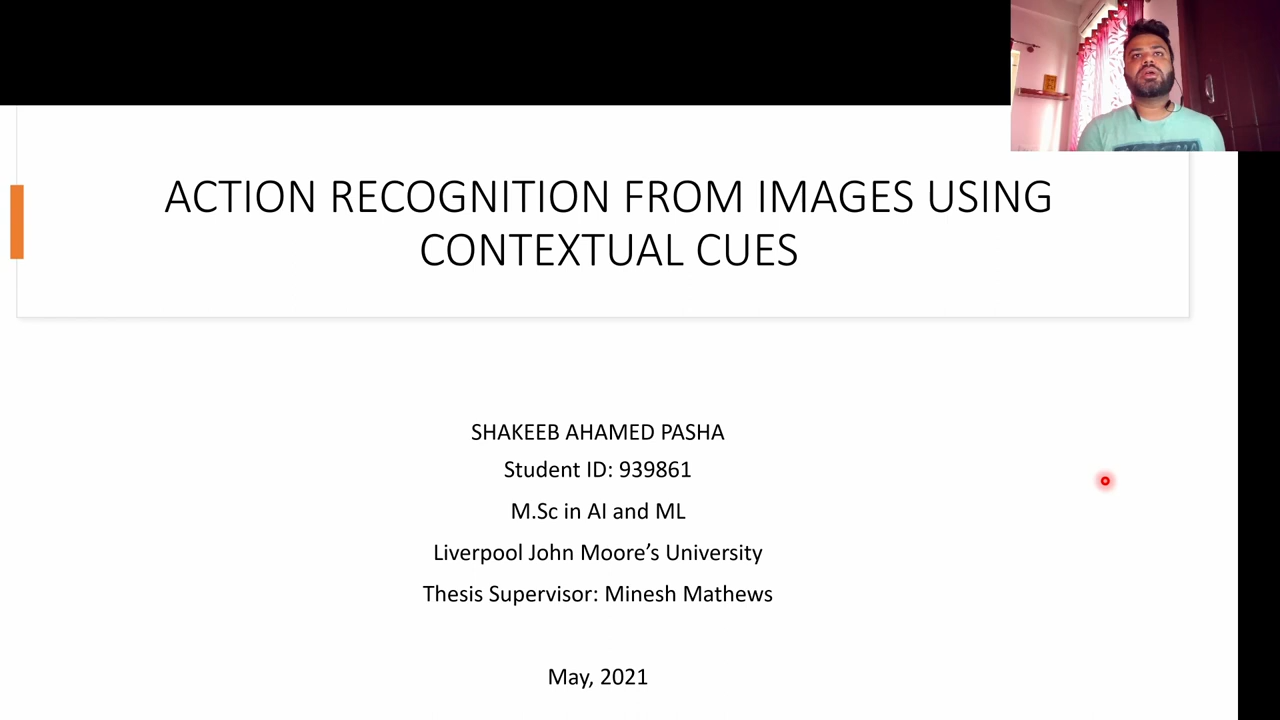 ACTION RECOGNITION FROM IMAGES USING
CONTEXTUAL CUES
SHAKEEB AHAMED PASHA
Student ID: 939861
M.Sc in AI and ML
Liverpool John Moore’s University
Thesis Supervisor: Minesh Mathews
May, 2021